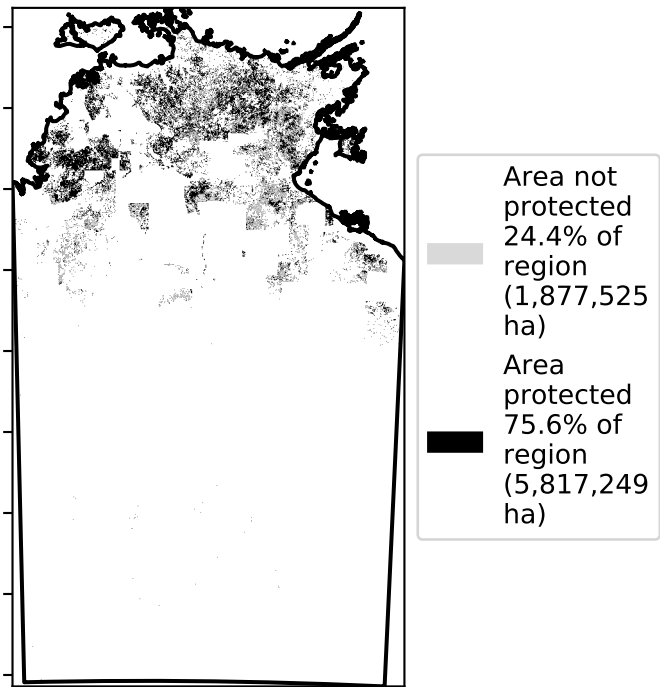 Area not
protected
24.4% of
region
(1,877,525
ha)
Area
protected
75.6% of
region
(5,817,249
ha)